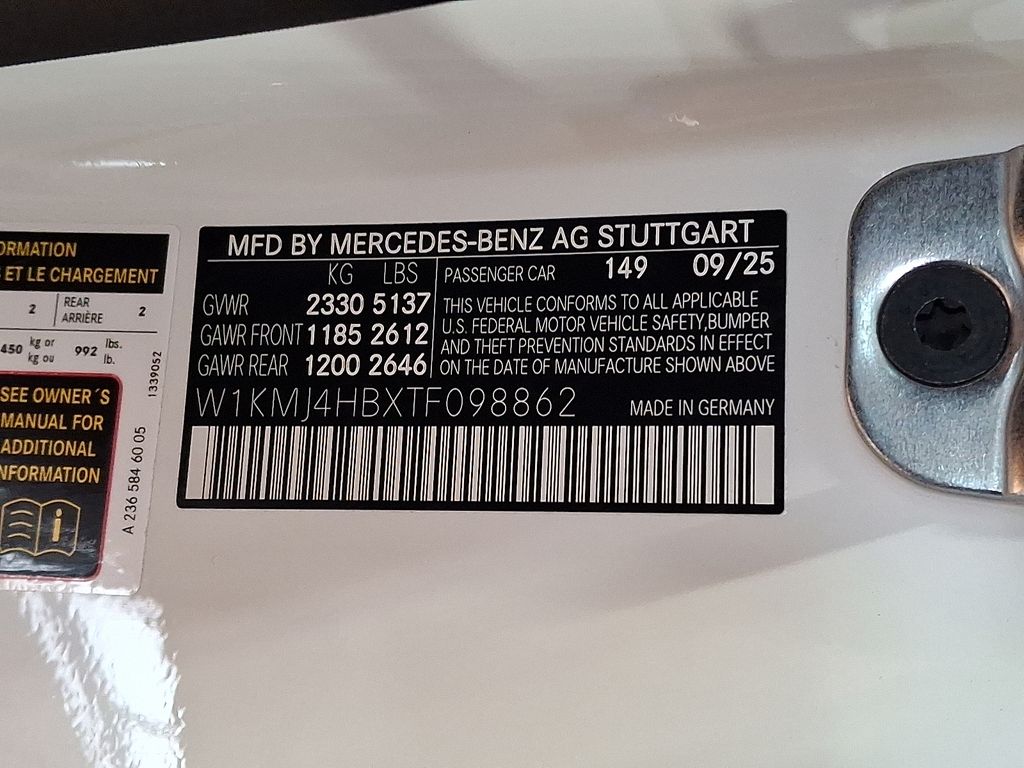 ORMATION
ET LE CHARGEMENT
2 REAR ARRIÈRE 2
450 kg or kg ou 992 lbs. lb.
SEE OWNER´S
MANUAL FOR
ADDITIONAL
NFORMATION
1339052
A 236 584 60 05
MFD BY MERCEDES-BENZ AG STUTTGART
KG LBS
GVWR 2330 5137
GAWR FRONT 1185 2612
GAWR REAR 1200 2646
PASSENGER CAR 149 09/25
THIS VEHICLE CONFORMS TO ALL APPLICABLE
U.S. FEDERAL MOTOR VEHICLE SAFETY,BUMPER
AND THEFT PREVENTION STANDARDS IN EFFECT
ON THE DATE OF MANUFACTURE SHOWN ABOVE
W1KMJ4HBXTF098862 MADE IN GERMANY